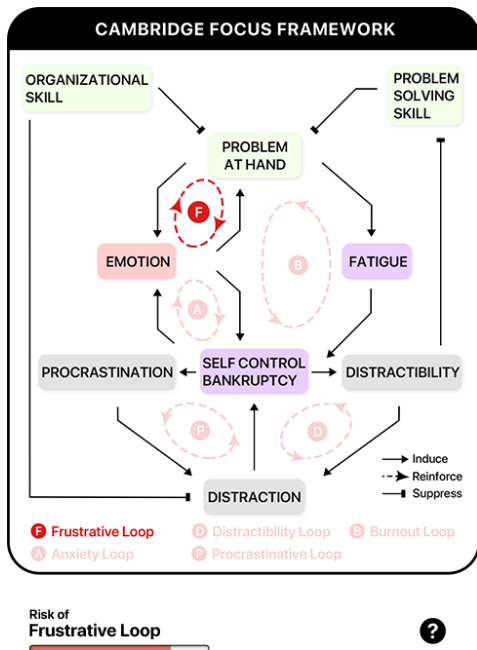 CAMBRIDGE FOCUS FRAMEWORK
ORGANIZATIONAL
SKILL
PROBLEM
SOLVING
SKILL
PROBLEM
AT HAND
F
EMOTION
B
FATIGUE
A
PROCRASTINATION
SELF CONTROL
BANKRUPTCY
DISTRACTIBILITY
P
D
DISTRACTION
Induce
Reinforce
Suppress
F Frustrative Loop
D Distractibility Loop
B Burnout Loop
A Anxiety Loop
P Procrastinative Loop
Risk of
Frustrative Loop
?